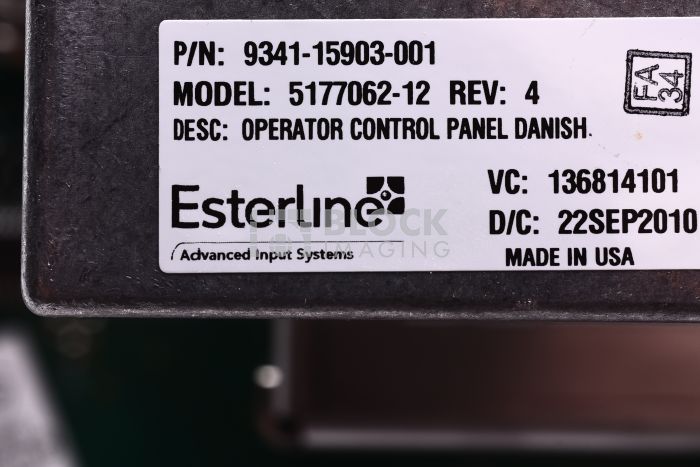 P/N: 9341-15903-001
MODEL: 5177062-12 REV: 4
DESC: OPERATOR CONTROL PANEL DANISH.
FA
34
Esterline
Advanced Input Systems
VC: 136814101
D/C: 22SEP2010
MADE IN USA
BLOCK
IMAGING